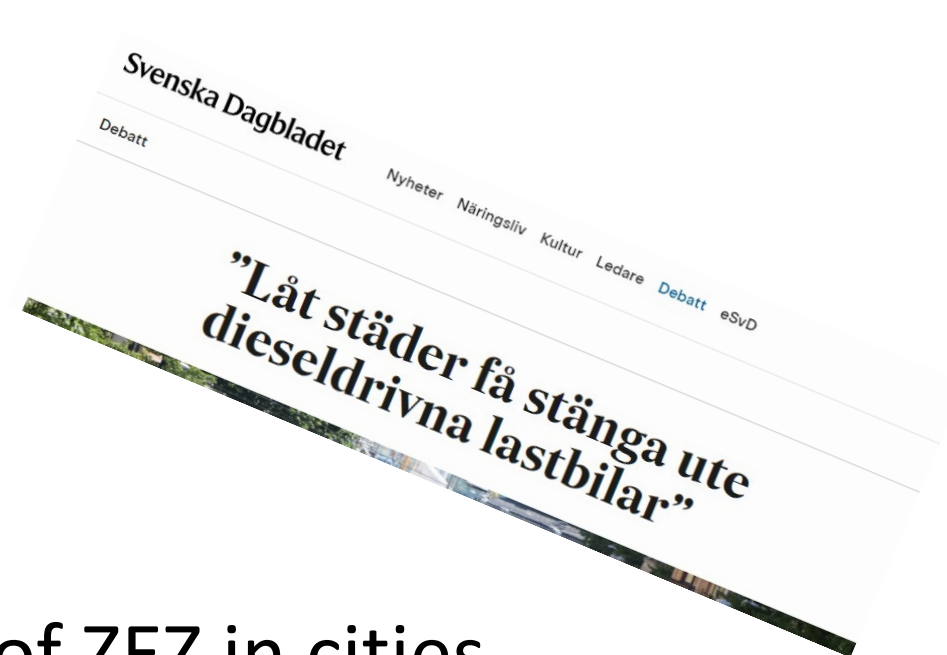 Svenska Dagbladet
Nyheter Näringsliv Kultur Ledare Debatt eSvD
Debatt
”Låt städer få stänga ute
dieseldrivna lastbilar”
of ZEZ in cities